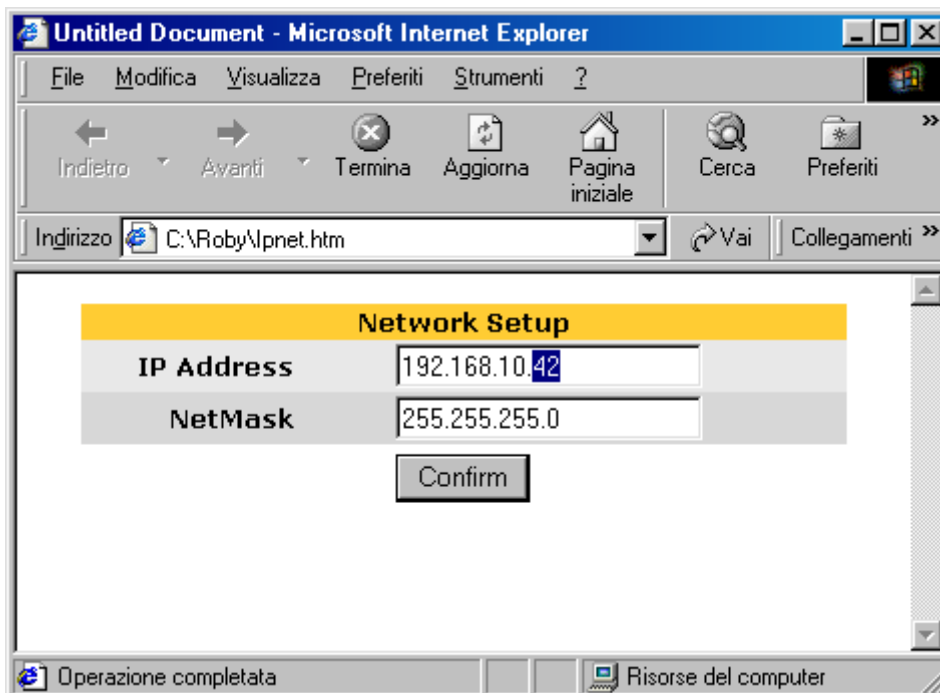 Untitled Document - Microsoft Internet Explorer
File Modifica Visualizza Preferiti Strumenti ?
Indietro Avanti Termina Aggiorna Pagina iniziale Cerca Preferiti »
Indirizzo C:\Roby\Ipnet.htm Vai Collegamenti »
Network Setup
IP Address 192.168.10.42
NetMask 255.255.255.0
Confirm
Operazione completata Risorse del computer